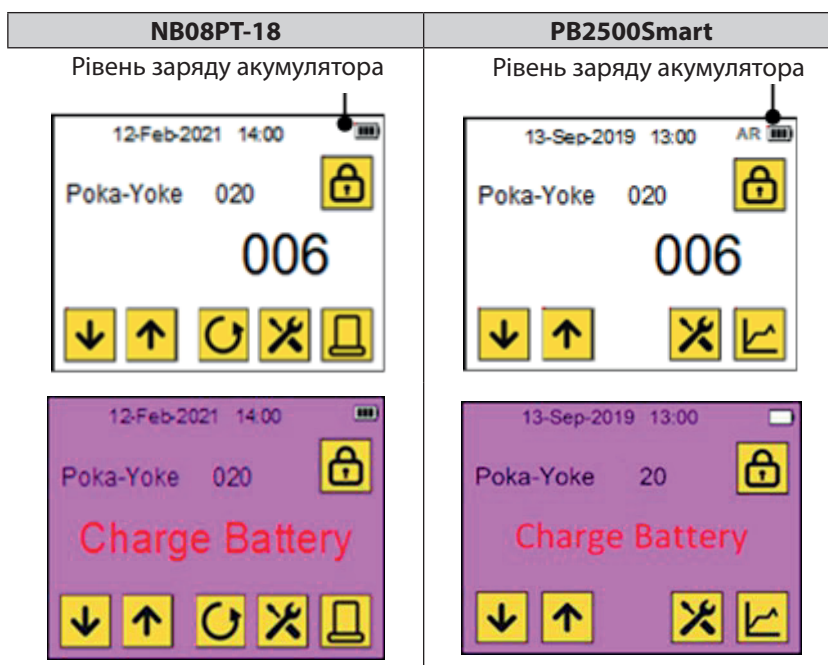 NB08PT-18
PB2500Smart
Рівень заряду акумулятора
12-Feb-2021 14:00
Poka-Yoke 020
006
12-Feb-2021 14:00
Poka-Yoke 020
Charge Battery
Рівень заряду акумулятора
13-Sep-2019 13:00 AR
Poka-Yoke 020
006
13-Sep-2019 13:00
Poka-Yoke 20
Charge Battery